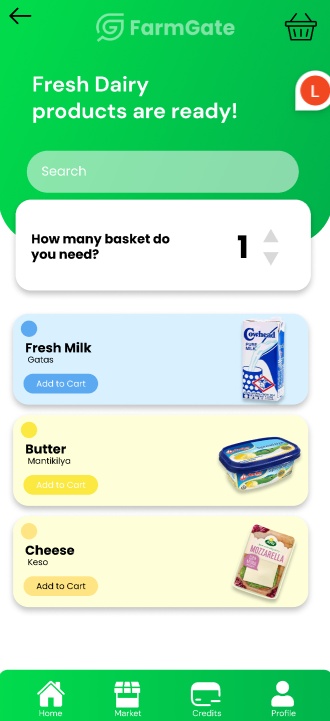 FarmGate
Fresh Dairy
products are ready!
L
Search
How many basket do
you need?
1
Fresh Milk
Gatas
Add to Cart
Cowhead
PURE
MILK
Butter
Mantikilya
Add to Cart
Cheese
Keso
Add to Cart
Arla
MOZZARELLA
Home
Market
Credits
Profile